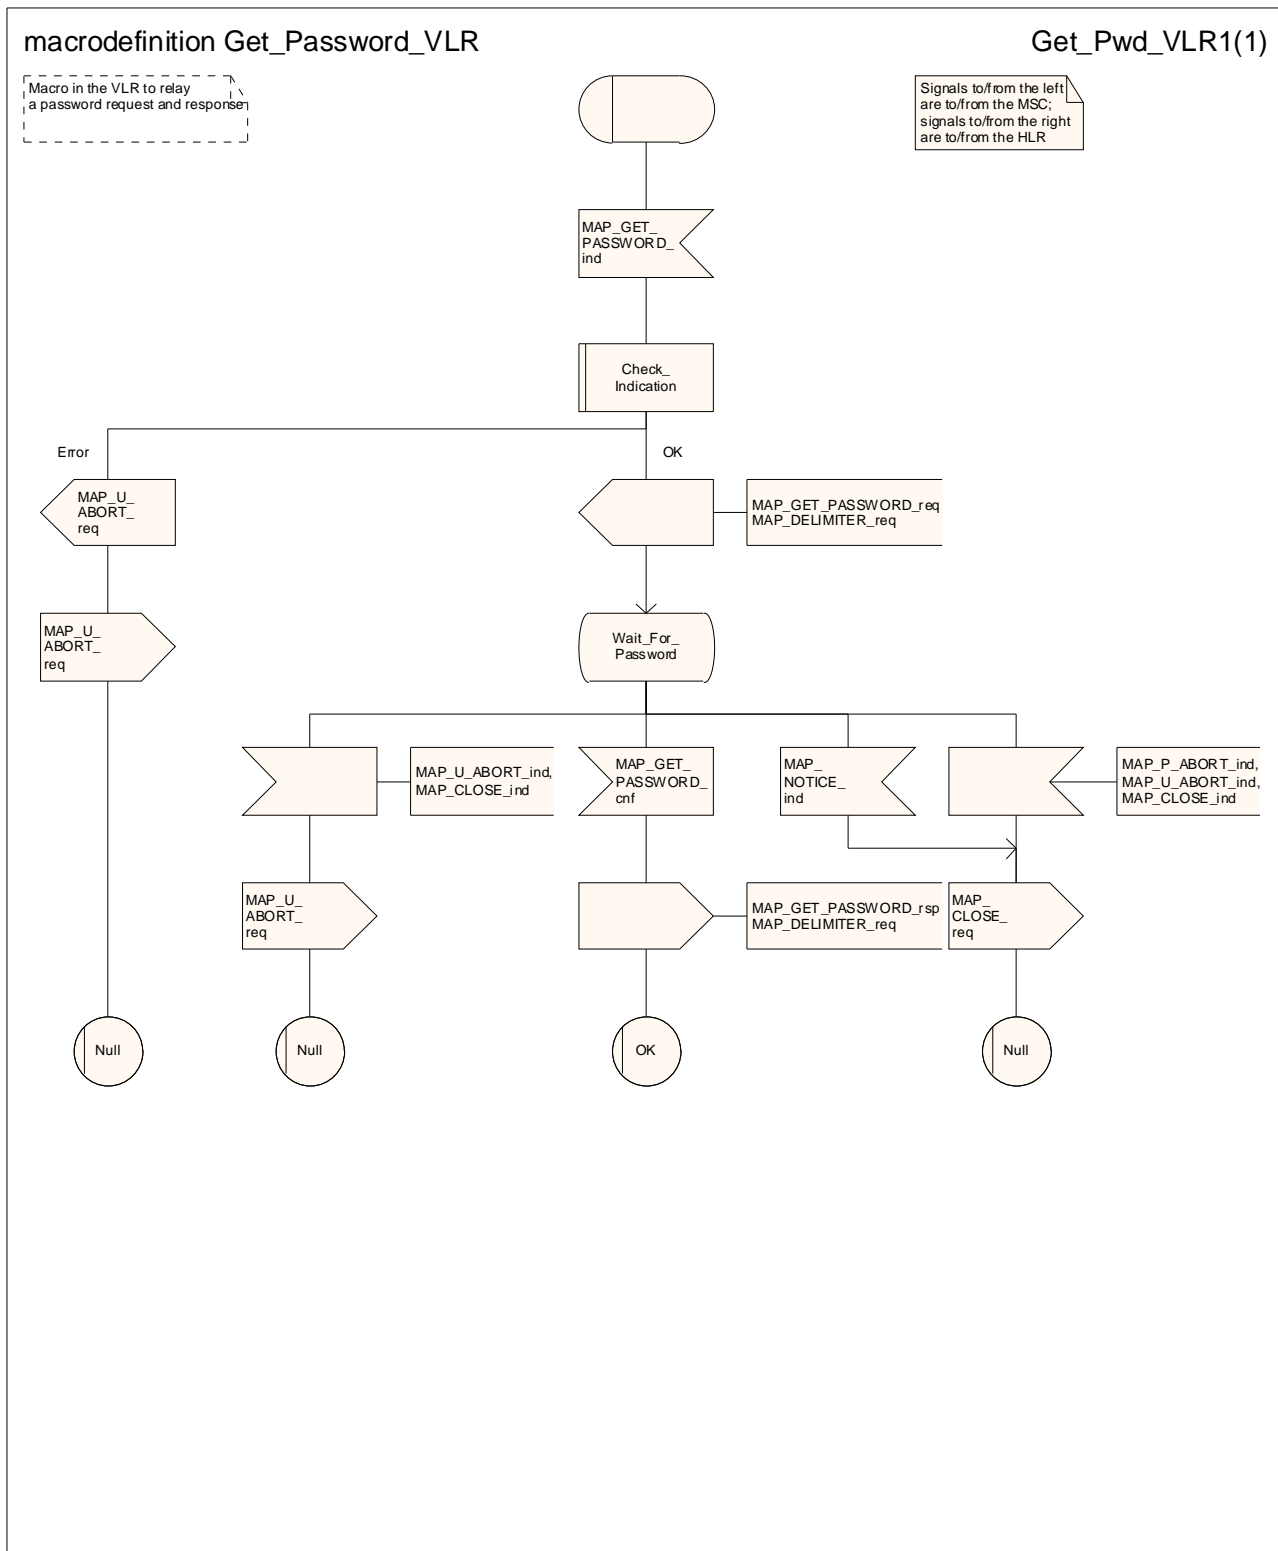 macrodefinition Get_Password_VLR
Get_Pwd_VLR1(1)
Macro in the VLR to relay
a password request and response
Signals to/from the left
are to/from the MSC;
signals to/from the right
are to/from the HLR
MAP_GET_
PASSWORD_
ind
Check_
Indication
Error
OK
MAP_U_
ABORT_
req
MAP_GET_PASSWORD_req
MAP_DELIMITER_req
MAP_U_
ABORT_
req
Wait_For_
Password
MAP_U_ABORT_ind,
MAP_CLOSE_ind
MAP_GET_
PASSWORD_
cnf
MAP_
NOTICE_
ind
MAP_P_ABORT_ind,
MAP_U_ABORT_ind,
MAP_CLOSE_ind
MAP_U_
ABORT_
req
MAP_GET_PASSWORD_rsp
MAP_DELIMITER_req
MAP_
CLOSE_
req
Null
Null
OK
Null